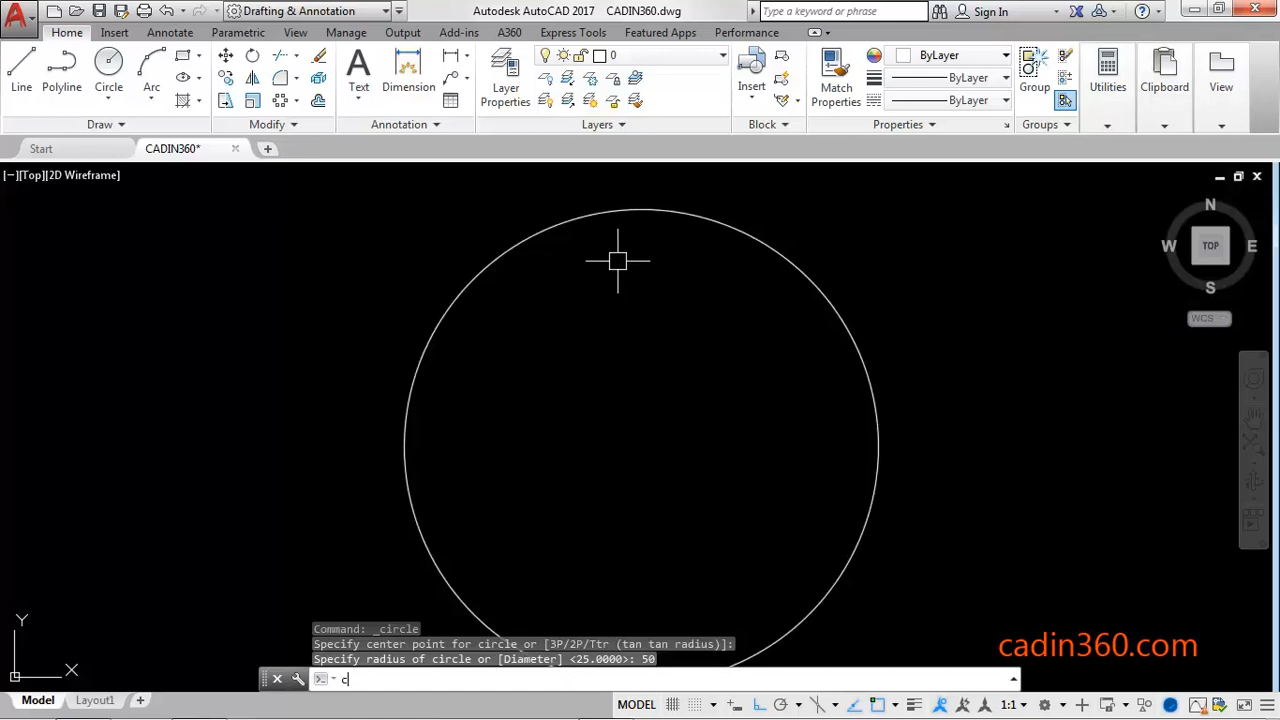 Drafting & Annotation
Autodesk AutoCAD 2017 CADIN360.dwg
Type a keyword or phrase
Sign In
Home Insert Annotate Parametric View Manage Output Add-ins A360 Express Tools Featured Apps Performance
Line Polyline Circle Arc Text Dimension Layer Properties 0 Insert Match Properties ByLayer ByLayer ByLayer Group Utilities Clipboard View
Draw Modify Annotation Layers Block Properties Groups
Start CADIN360*
[−][Top][2D Wireframe]
N
W TOP E
S
WCS
Y
X
Command: _circle
Specify center point for circle or [3P/2P/Ttr (tan tan radius)]:
Specify radius of circle or [Diameter] <25.0000>: 50
c
cadin360.com
Model Layout1 MODEL 1:1